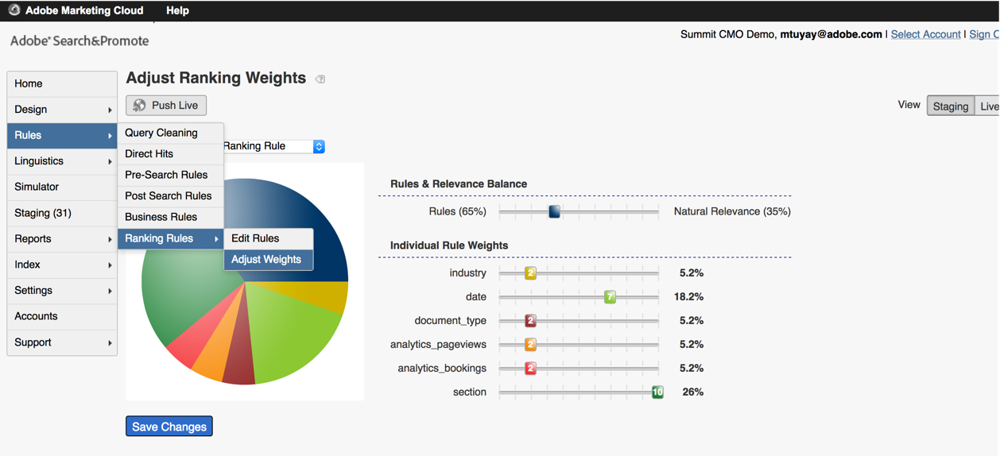 Adobe Marketing Cloud Help
Adobe® Search&Promote
Summit CMO Demo, mtuyay@adobe.com | Select Account | Sign
Adjust Ranking Weights
Push Live
View Staging Live
Home
Design
Rules
Linguistics
Simulator
Staging (31)
Reports
Index
Settings
Accounts
Support
Query Cleaning
Direct Hits
Pre-Search Rules
Post Search Rules
Business Rules
Ranking Rules
Edit Rules
Adjust Weights
Ranking Rule
Rules & Relevance Balance
Rules (65%) Natural Relevance (35%)
Individual Rule Weights
industry 2 5.2%
date 7 18.2%
document_type 2 5.2%
analytics_pageviews 2 5.2%
analytics_bookings 2 5.2%
section 10 26%
Save Changes